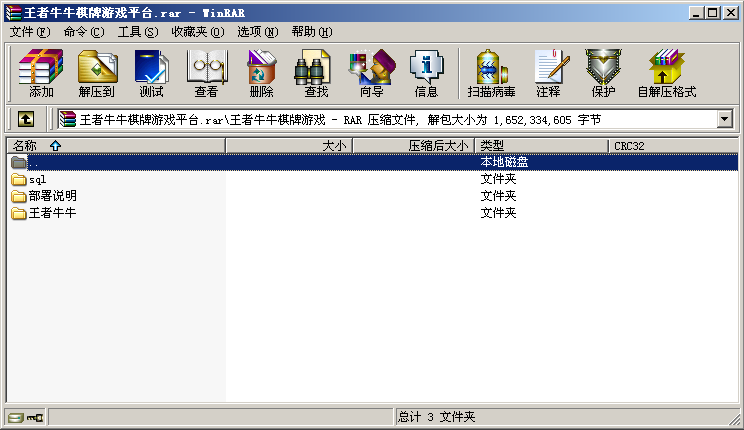 王者牛牛棋牌游戏平台.rar - WinRAR
文件(F) 命令(C) 工具(S) 收藏夹(O) 选项(N) 帮助(H)
添加 解压到 测试 查看 删除 查找 向导 信息 扫描病毒 注释 保护 自解压格式
王者牛牛棋牌游戏平台.rar\王者牛牛棋牌游戏 - RAR 压缩文件, 解包大小为 1,652,334,605 字节
名称 大小 压缩后大小 类型 CRC32
.. 本地磁盘
sql 文件夹
部署说明 文件夹
王者牛牛 文件夹
总计 3 文件夹